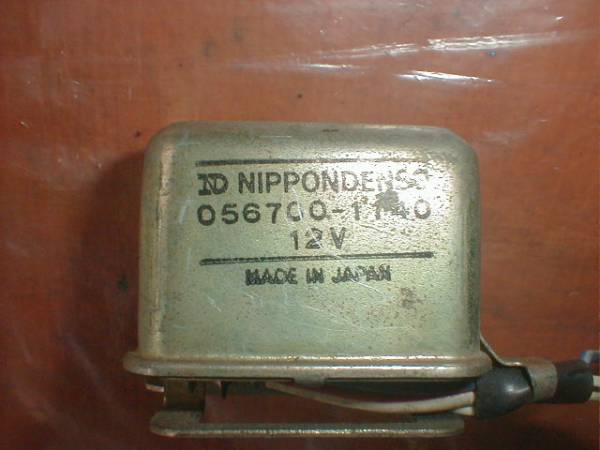 ND NIPPONDENSO
056700-1140
12V
MADE IN JAPAN